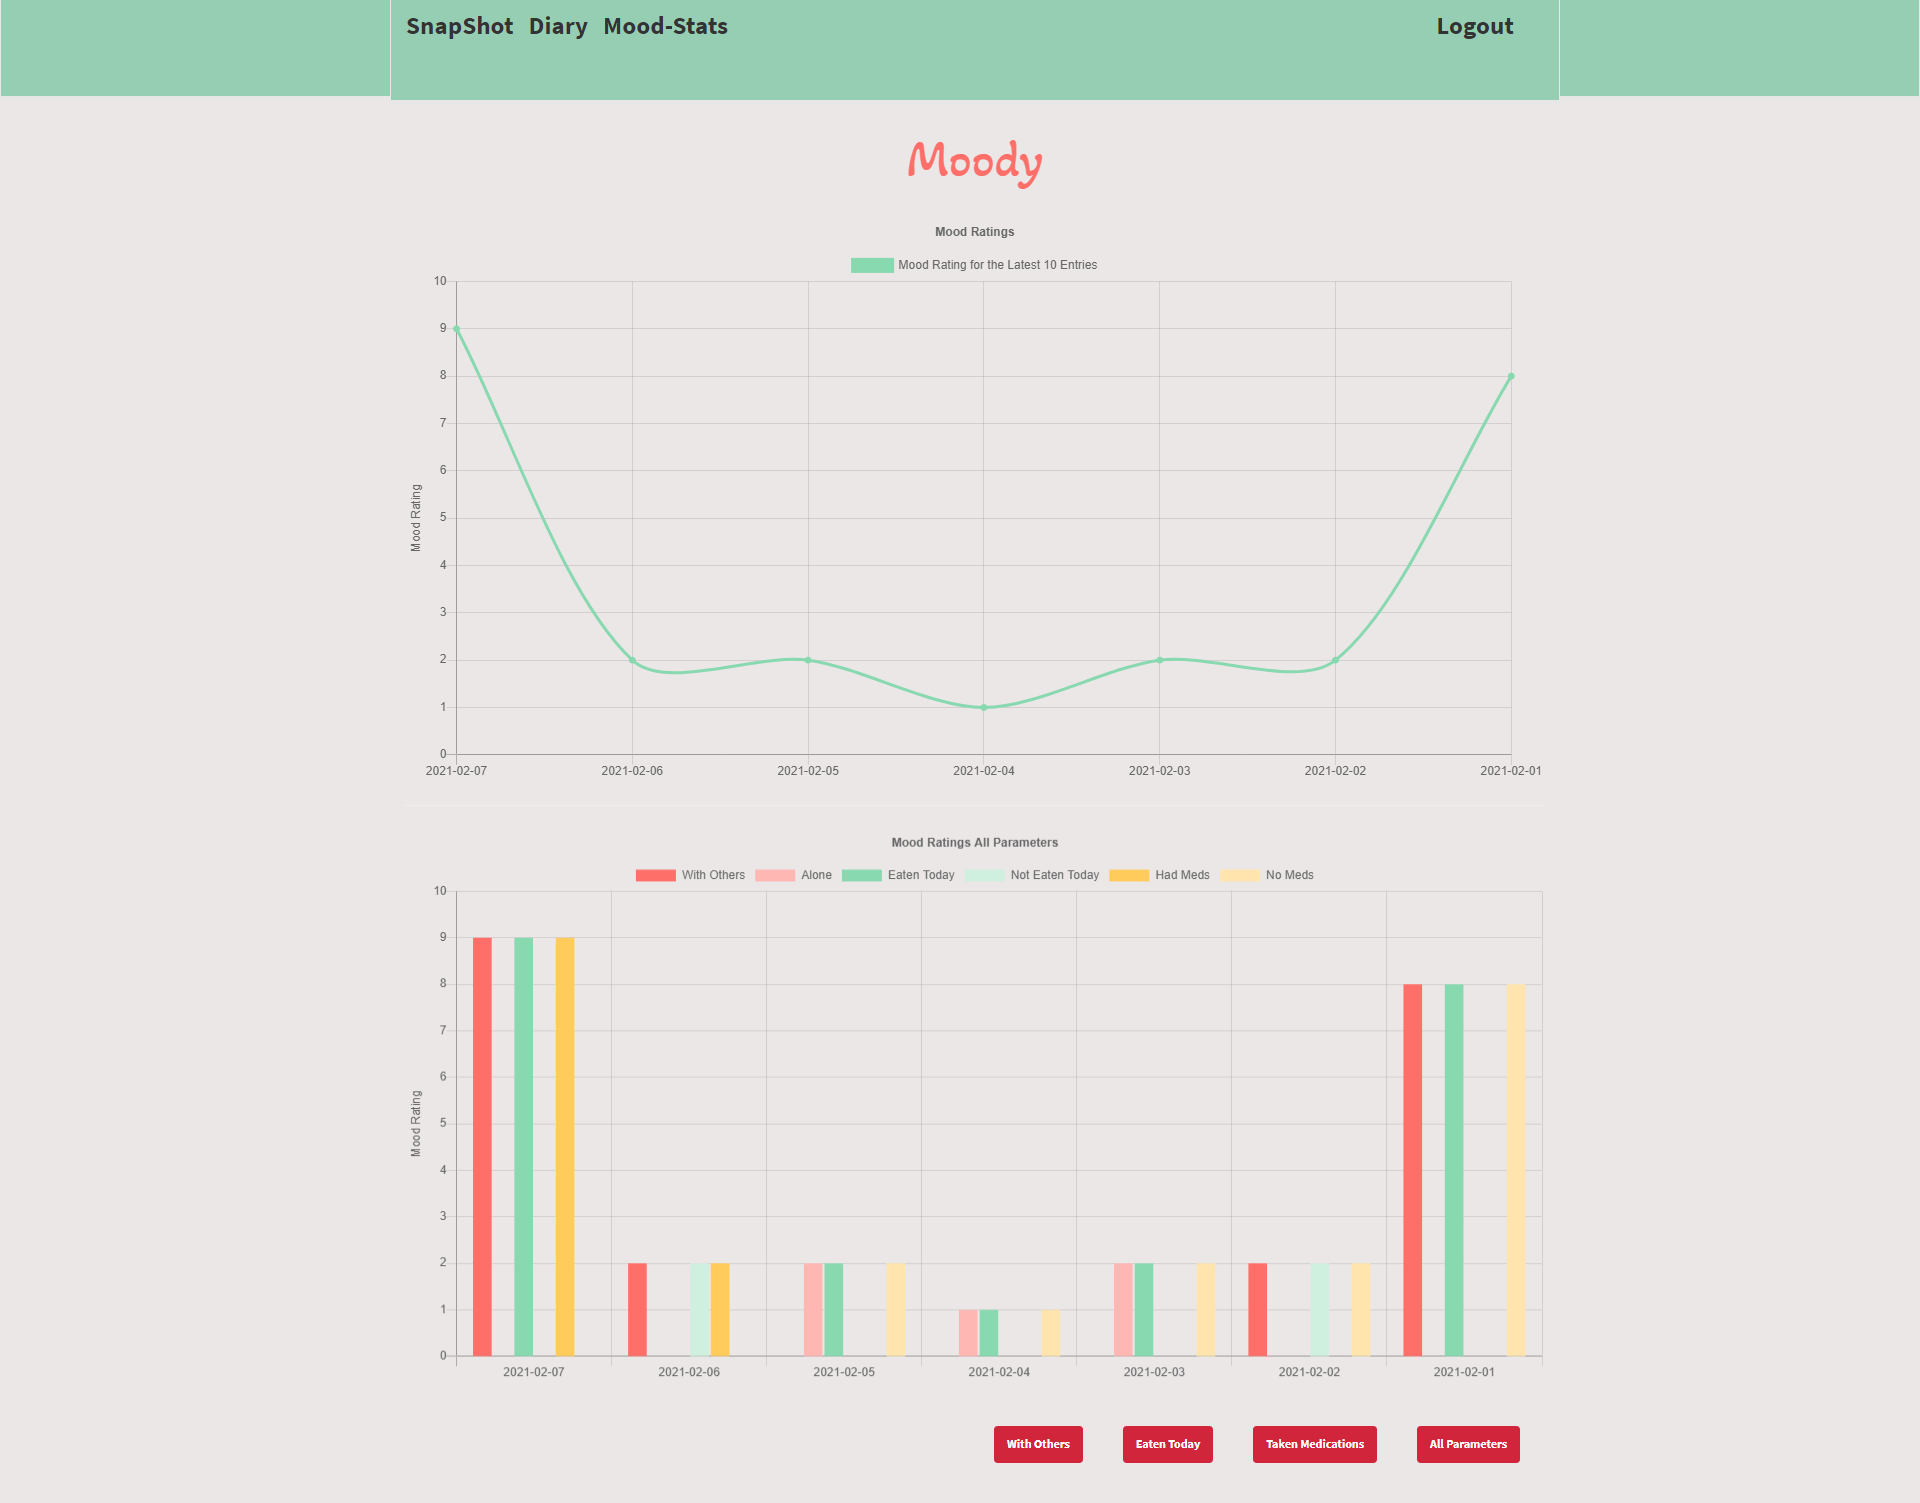 SnapShot Diary Mood-Stats Logout
Moody
Mood Ratings
Mood Rating for the Latest 10 Entries
10
9
8
7
6
5
4
3
2
1
0
Mood Rating
2021-02-07 2021-02-06 2021-02-05 2021-02-04 2021-02-03 2021-02-02 2021-02-01
Mood Ratings All Parameters
With Others Alone Eaten Today Not Eaten Today Had Meds No Meds
10
9
8
7
6
5
4
3
2
1
0
Mood Rating
2021-02-07 2021-02-06 2021-02-05 2021-02-04 2021-02-03 2021-02-02 2021-02-01
With Others Eaten Today Taken Medications All Parameters